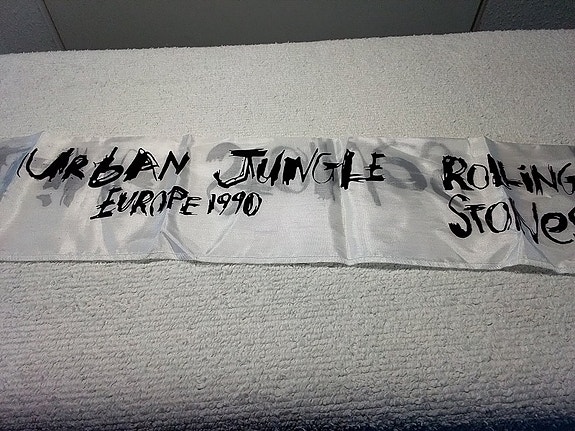 URBAN JUNGLE
EUROPE 1990
ROLLING
STONES